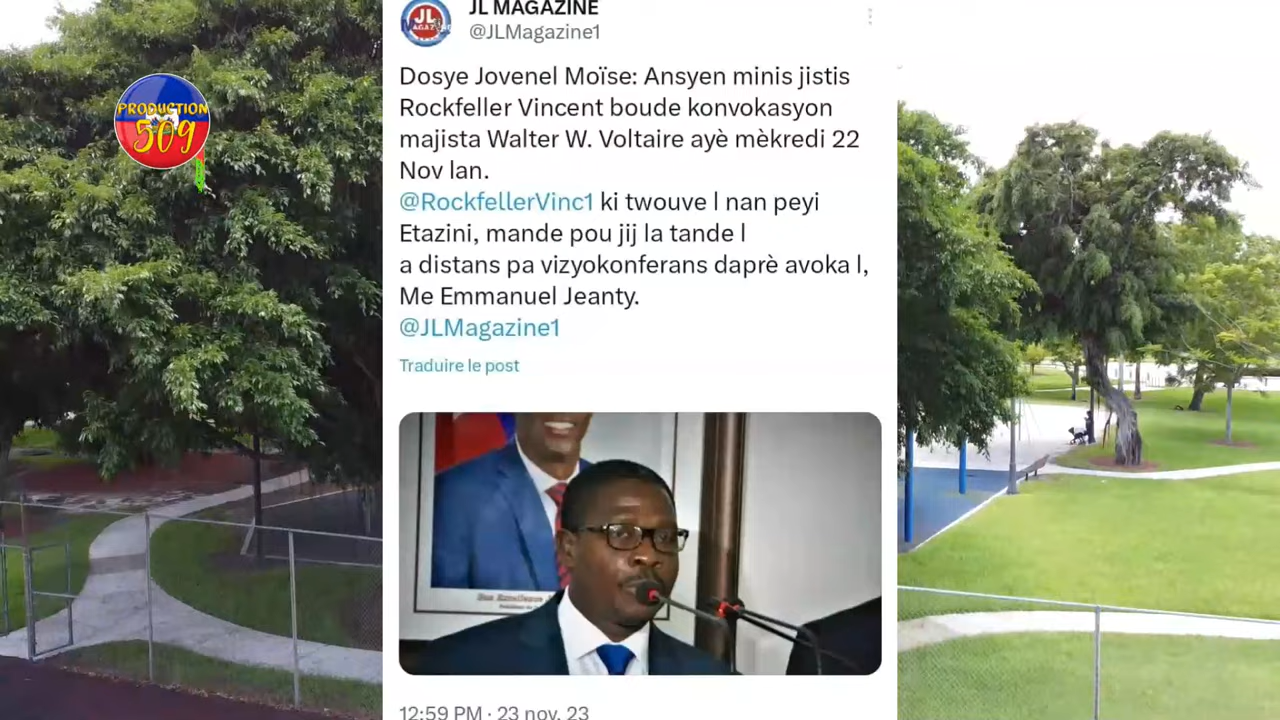 JL MAGAZINE
@JLMagazine1
PRODUCTION
509
Dosye Jovenel Moïse: Ansyen minis jistis
Rockfeller Vincent boude konvokasyon
majista Walter W. Voltaire ayè mèkredi 22
Nov lan.
@RockfellerVinc1 ki twouve l nan peyi
Etazini, mande pou jij la tande l
a distans pa vizyokonferans daprè avoka l,
Me Emmanuel Jeanty.
@JLMagazine1
Traduire le post
12:59 PM · 23 nov. 23